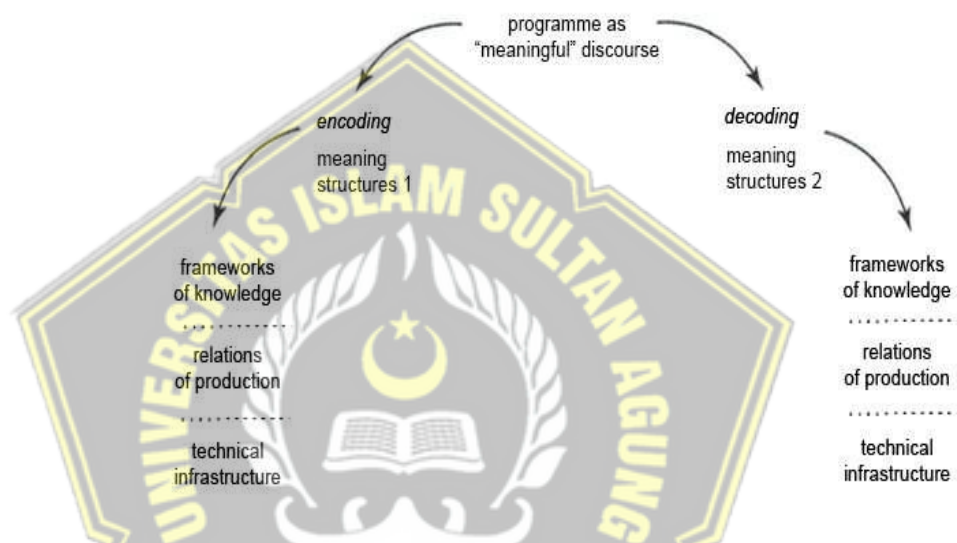 programme as
“meaningful” discourse
encoding
decoding
meaning
structures 1
meaning
structures 2
UNIVERSITAS ISLAM SULTAN AGUNG
frameworks
of knowledge
frameworks
of knowledge
relations
of production
relations
of production
technical
infrastructure
technical
infrastructure